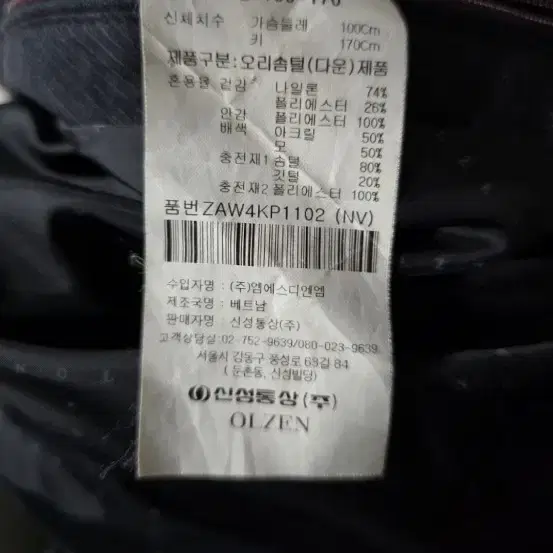 신체치수 가슴둘레 100Cm
키 170Cm
제품구분:오리솜털(다운)제품
혼용율 겉감 나일론 74%
폴리에스터 26%
안감 폴리에스터 100%
배색 아크릴 50%
모 50%
충전재1 솜털 80%
깃털 20%
충전재2 폴리에스터 100%
품번ZAW4KP1102 (NV)
수입자명 : (주)엠에스디앤엠
제조국명 : 베트남
판매자명 : 신성통상(주)
고객상담실:02-752-9639/080-023-9639
서울시 강동구 풍성로 63길 84
( 둔촌동, 신성빌딩)
신성통상(주)
OLZEN